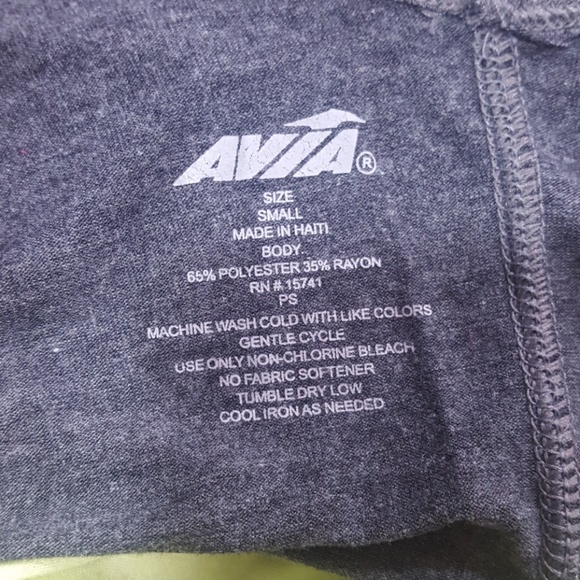 AVIA®
SIZE
SMALL
MADE IN HAITI
BODY
65% POLYESTER 35% RAYON
RN # 15741
PS
MACHINE WASH COLD WITH LIKE COLORS
GENTLE CYCLE
USE ONLY NON-CHLORINE BLEACH
NO FABRIC SOFTENER
TUMBLE DRY LOW
COOL IRON AS NEEDED